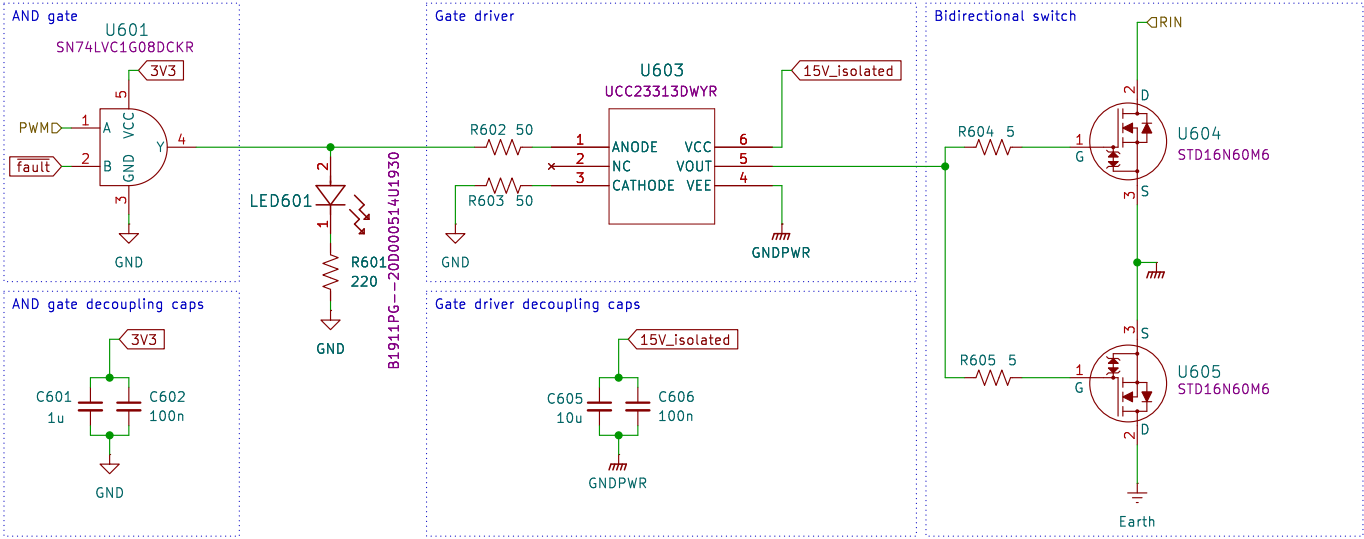 AND gate
U601
SN74LVC1G08DCKR
3V3
5
VCC
PWM
1
A
Y
4
fault
2
B
GND
3
GND
2
LED601
1
R601
220
GND
B1911PG--20D000514U1930
Gate driver
U603
UCC23313DWYR
15V_isolated
R602 50
1
ANODE
VCC
6
2
NC
VOUT
5
3
CATHODE
VEE
4
R603 50
GND
GNDPWR
Bidirectional switch
RIN
2
D
R604 5
1
G
U604
STD16N60M6
3
S
3
S
R605 5
1
G
U605
STD16N60M6
2
D
Earth
AND gate decoupling caps
3V3
C601
1u
C602
100n
GND
Gate driver decoupling caps
15V_isolated
C605
10u
C606
100n
GNDPWR